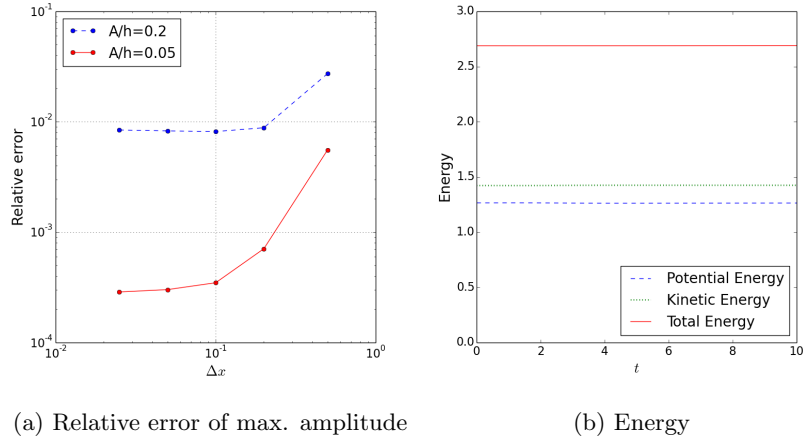 10⁻¹
10⁻²
10⁻³
10⁻⁴
Relative error
A/h=0.2
A/h=0.05
10⁻² 10⁻¹ 10⁰
Δx
3.0
2.5
2.0
1.5
1.0
0.5
0.0
Energy
Potential Energy
Kinetic Energy
Total Energy
0 2 4 6 8 10
t
(a) Relative error of max. amplitude
(b) Energy